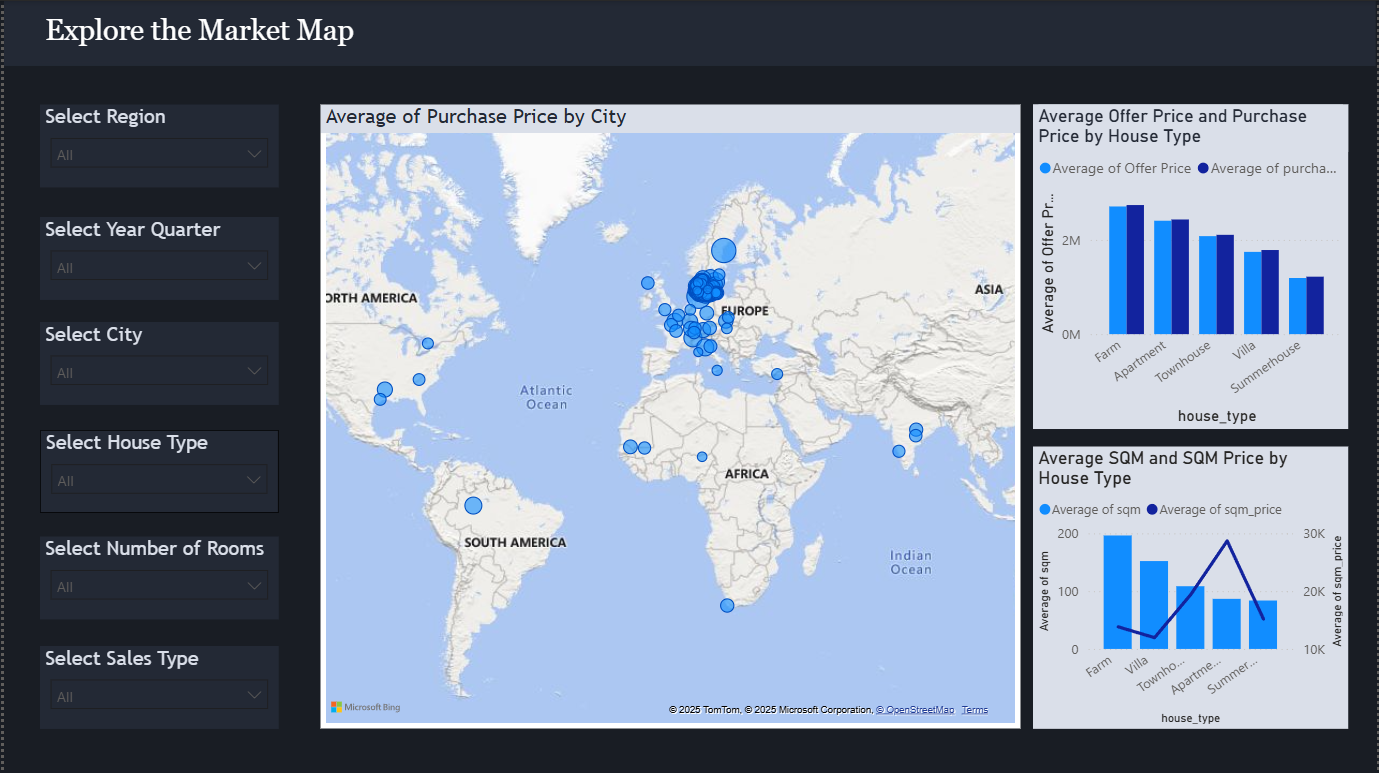 Explore the Market Map
Select Region
All
Select Year Quarter
All
Select City
All
Select House Type
All
Select Number of Rooms
All
Select Sales Type
All
Average of Purchase Price by City
ORTH AMERICA
EUROPE
ASIA
Atlantic
Ocean
AFRICA
SOUTH AMERICA
Indian
Ocean
Microsoft Bing
© 2025 TomTom, © 2025 Microsoft Corporation, © OpenStreetMap Terms
Average Offer Price and Purchase
Price by House Type
Average of Offer Price Average of purcha...
Average of Offer Pr...
2M
0M
Farm
Apartment
Townhouse
Villa
Summerhouse
house_type
Average SQM and SQM Price by
House Type
Average of sqm Average of sqm_price
Average of sqm
200
100
0
30K
20K
10K
Average of sqm_price
Farm
Villa
Townho...
Apartme...
Summer...
house_type